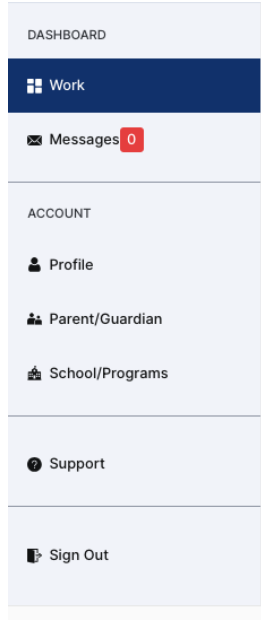 DASHBOARD
Work
Messages 0
ACCOUNT
Profile
Parent/Guardian
School/Programs
Support
Sign Out